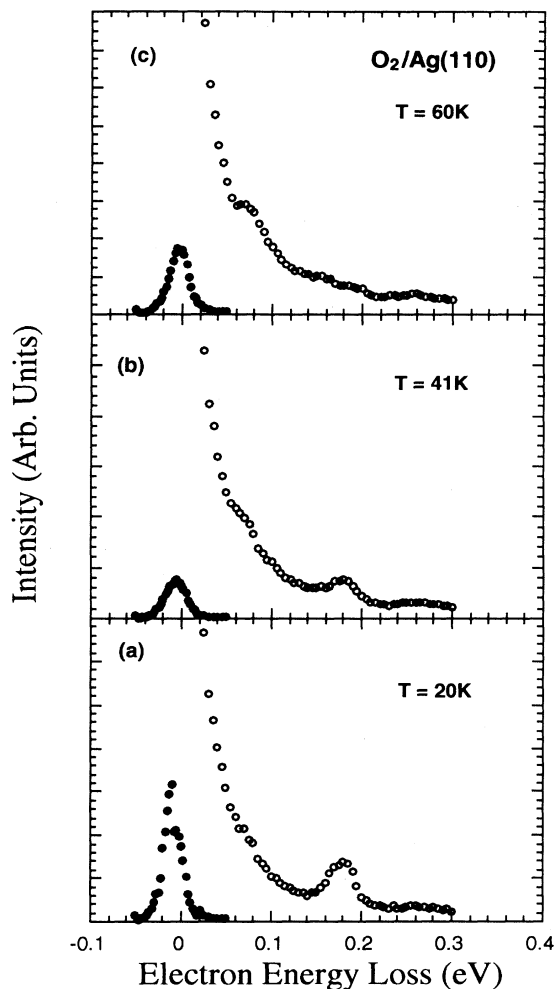 (c)
O₂/Ag(110)
T = 60K
(b)
T = 41K
(a)
T = 20K
Intensity (Arb. Units)
-0.1 0 0.1 0.2 0.3 0.4
Electron Energy Loss (eV)